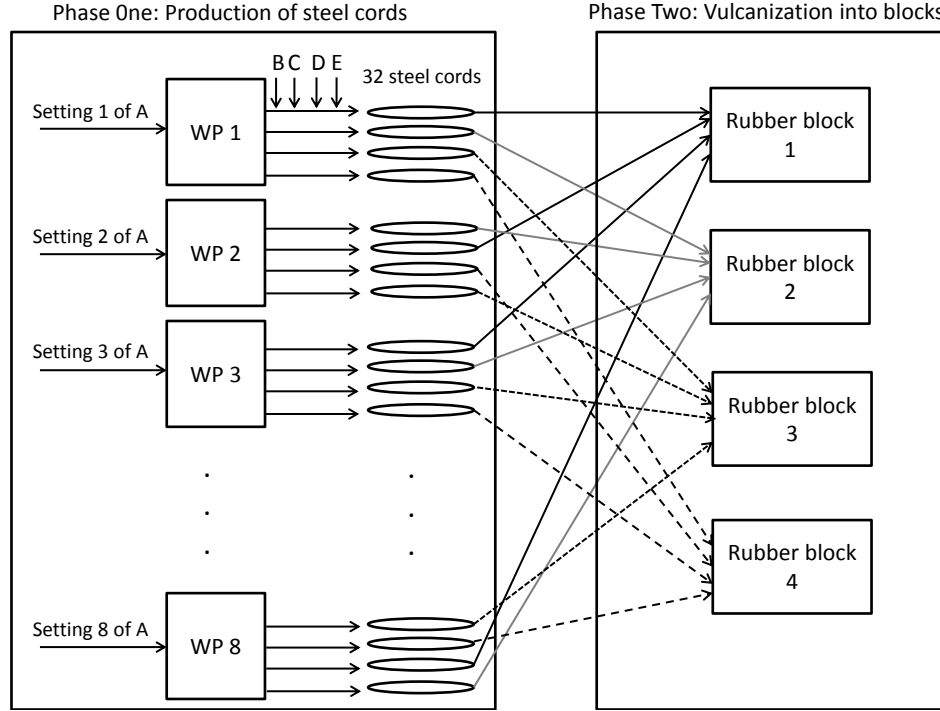 Phase 0ne: Production of steel cords
Phase Two: Vulcanization into blocks
B C D E
32 steel cords
Setting 1 of A
WP 1
Rubber block
1
Setting 2 of A
WP 2
Rubber block
2
Setting 3 of A
WP 3
Rubber block
3
Rubber block
4
Setting 8 of A
WP 8